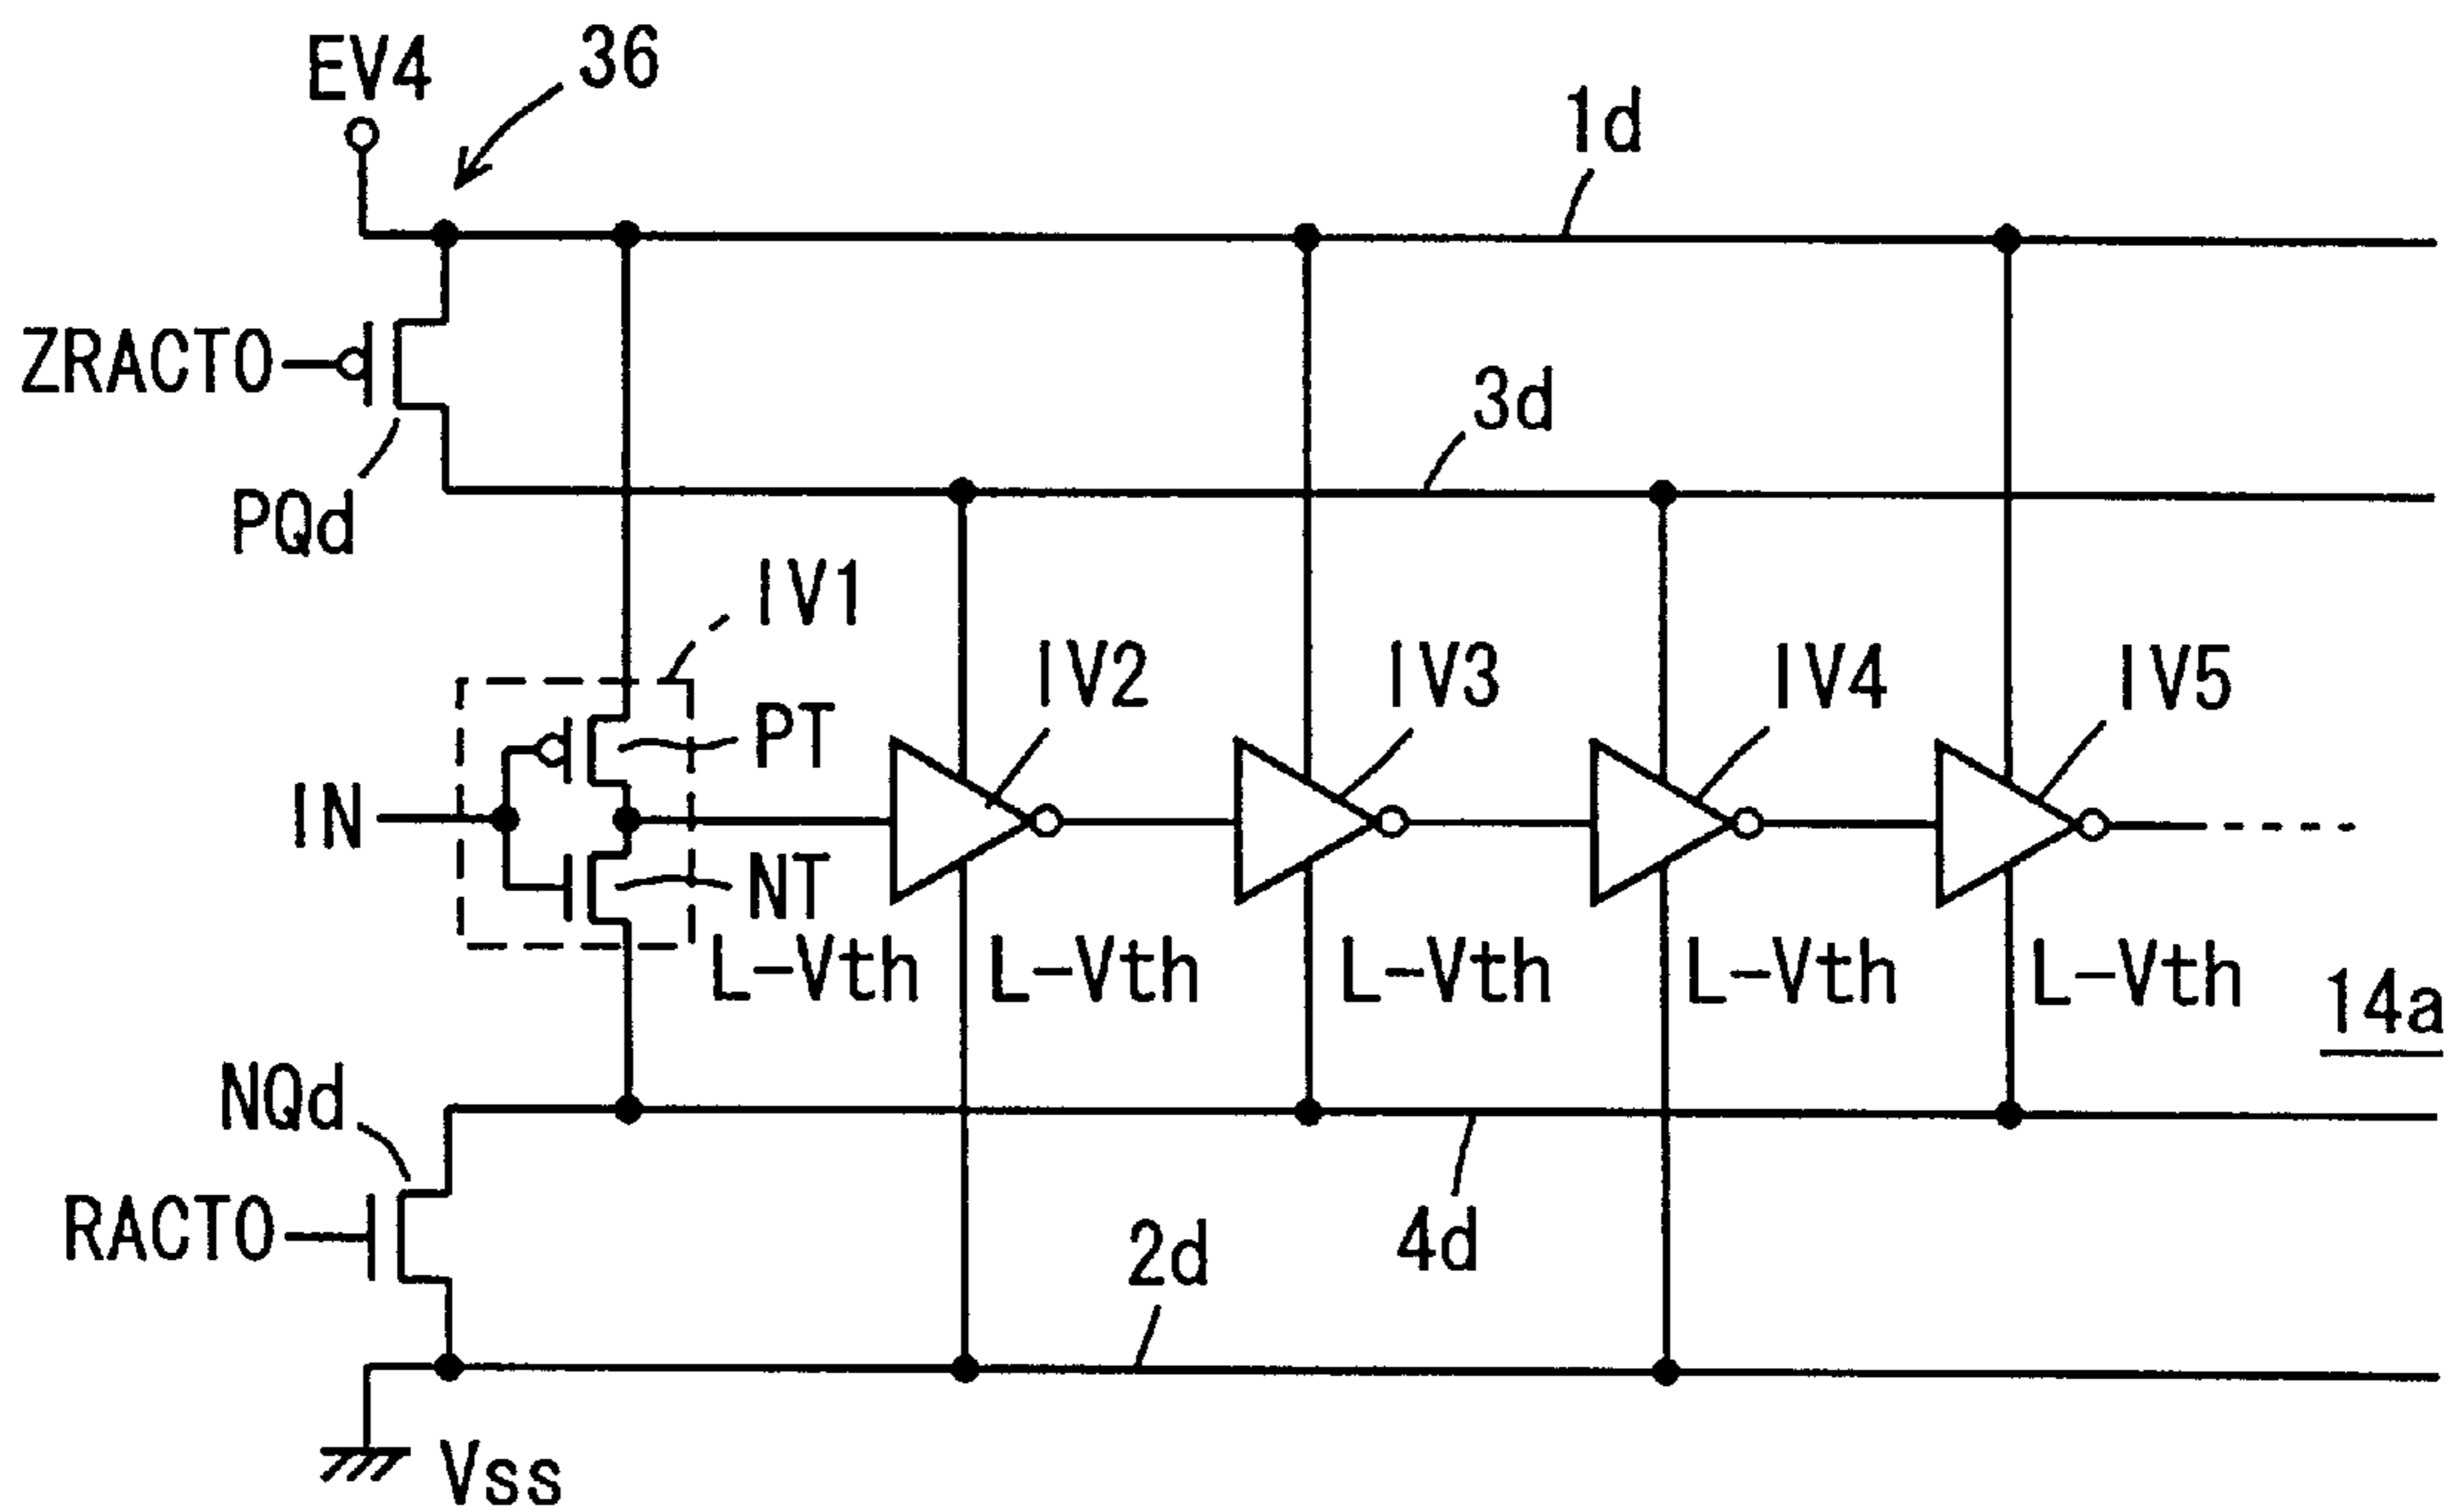 EV4
36
1d
ZRACT0
3d
PQd
IV1
IV2
IV3
IV4
IV5
PT
IN
NT
L-Vth
L-Vth
L-Vth
L-Vth
L-Vth
14a
NQd
RACT0
4d
2d
Vss